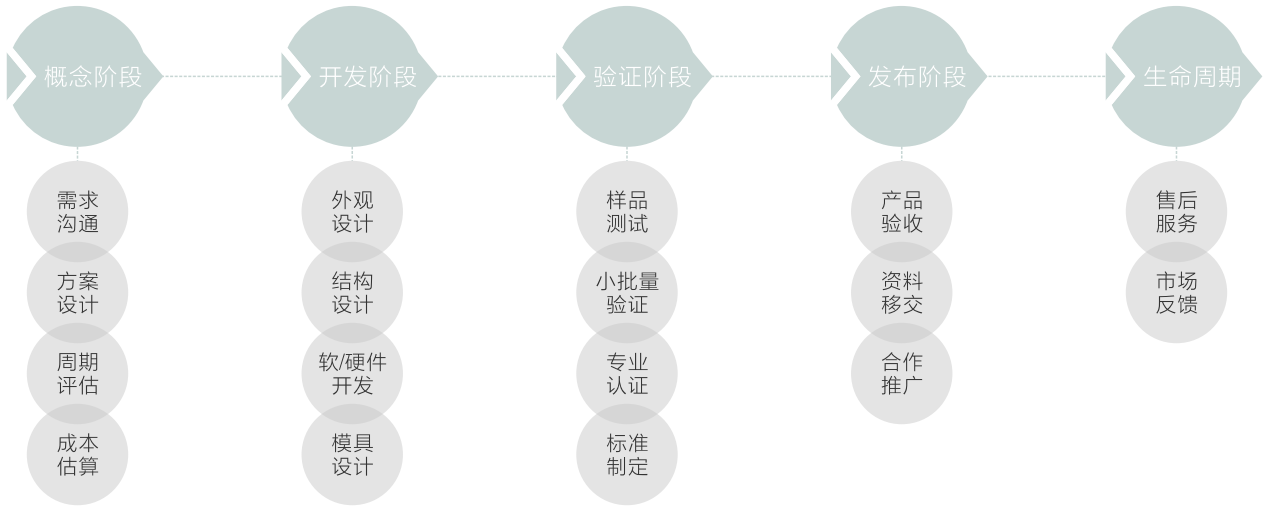 概念阶段
需求
沟通
方案
设计
周期
评估
成本
估算
开发阶段
外观
设计
结构
设计
软/硬件
开发
模具
设计
验证阶段
样品
测试
小批量
验证
专业
认证
标准
制定
发布阶段
产品
验收
资料
移交
合作
推广
生命周期
售后
服务
市场
反馈